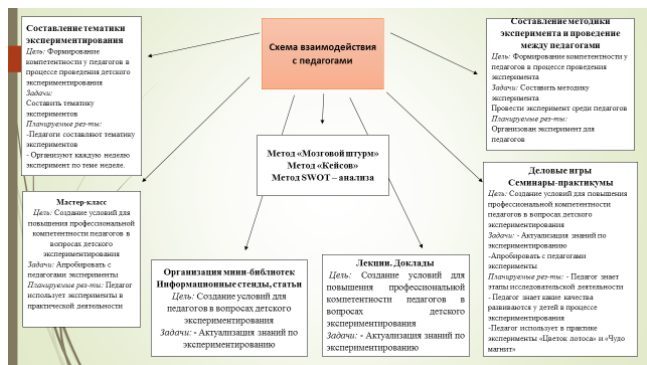 Составление тематики
экспериментирования
Цель: Формирование
компетентности у педагогов в
процессе проведения детского
экспериментирования
Задачи:
Составить тематику
экспериментов
Планируемые рез-ты:
-Педагоги составляют тематику
экспериментов
- Организуют каждую неделю
эксперимент по теме неделе.
Схема взаимодействия
с педагогами
Составление методики
эксперимента и проведение
между педагогами
Цель: Формирование компетентности у
педагогов в процессе проведения
эксперимента
Задачи: Составить методику
эксперимента
Провести эксперимент среди педагогов
Планируемые рез-ты:
Организован эксперимент для
педагогов
Метод «Мозговой штурм»
Метод «Кейсов»
Метод SWOT – анализа
Мастер-класс
Цель: Создание условий для
повышения профессиональной
компетентности педагогов в
вопросах детского
экспериментирования
Задачи: Апробировать с
педагогами эксперименты
Планируемые рез-ты: Педагог
использует эксперименты в
практической деятельности
Организация мини-библиотек
Информационные стенды, статьи
Цель: Создание условий для
педагогов в вопросах детского
экспериментирования
Задачи: - Актуализация знаний по
экспериментированию
Лекции. Доклады
Цель: Создание условий для
повышения профессиональной
компетентности педагогов в
вопросах детского
экспериментирования
Задачи: - Актуализация знаний по
экспериментированию
Деловые игры
Семинары-практикумы
Цель: Создание условий для повышения
профессиональной компетентности
педагогов в вопросах детского
экспериментирования
Задачи: - Актуализация знаний по
экспериментированию
-Апробировать с педагогами
эксперименты
Планируемые рез-ты: - Педагог знает
этапы исследовательской деятельности
- Педагог знает какие качества
развиваются у детей в процессе
экспериментирования
-Педагог использует в практике
эксперименты «Цветок лотоса» и «Чудо
магнит»